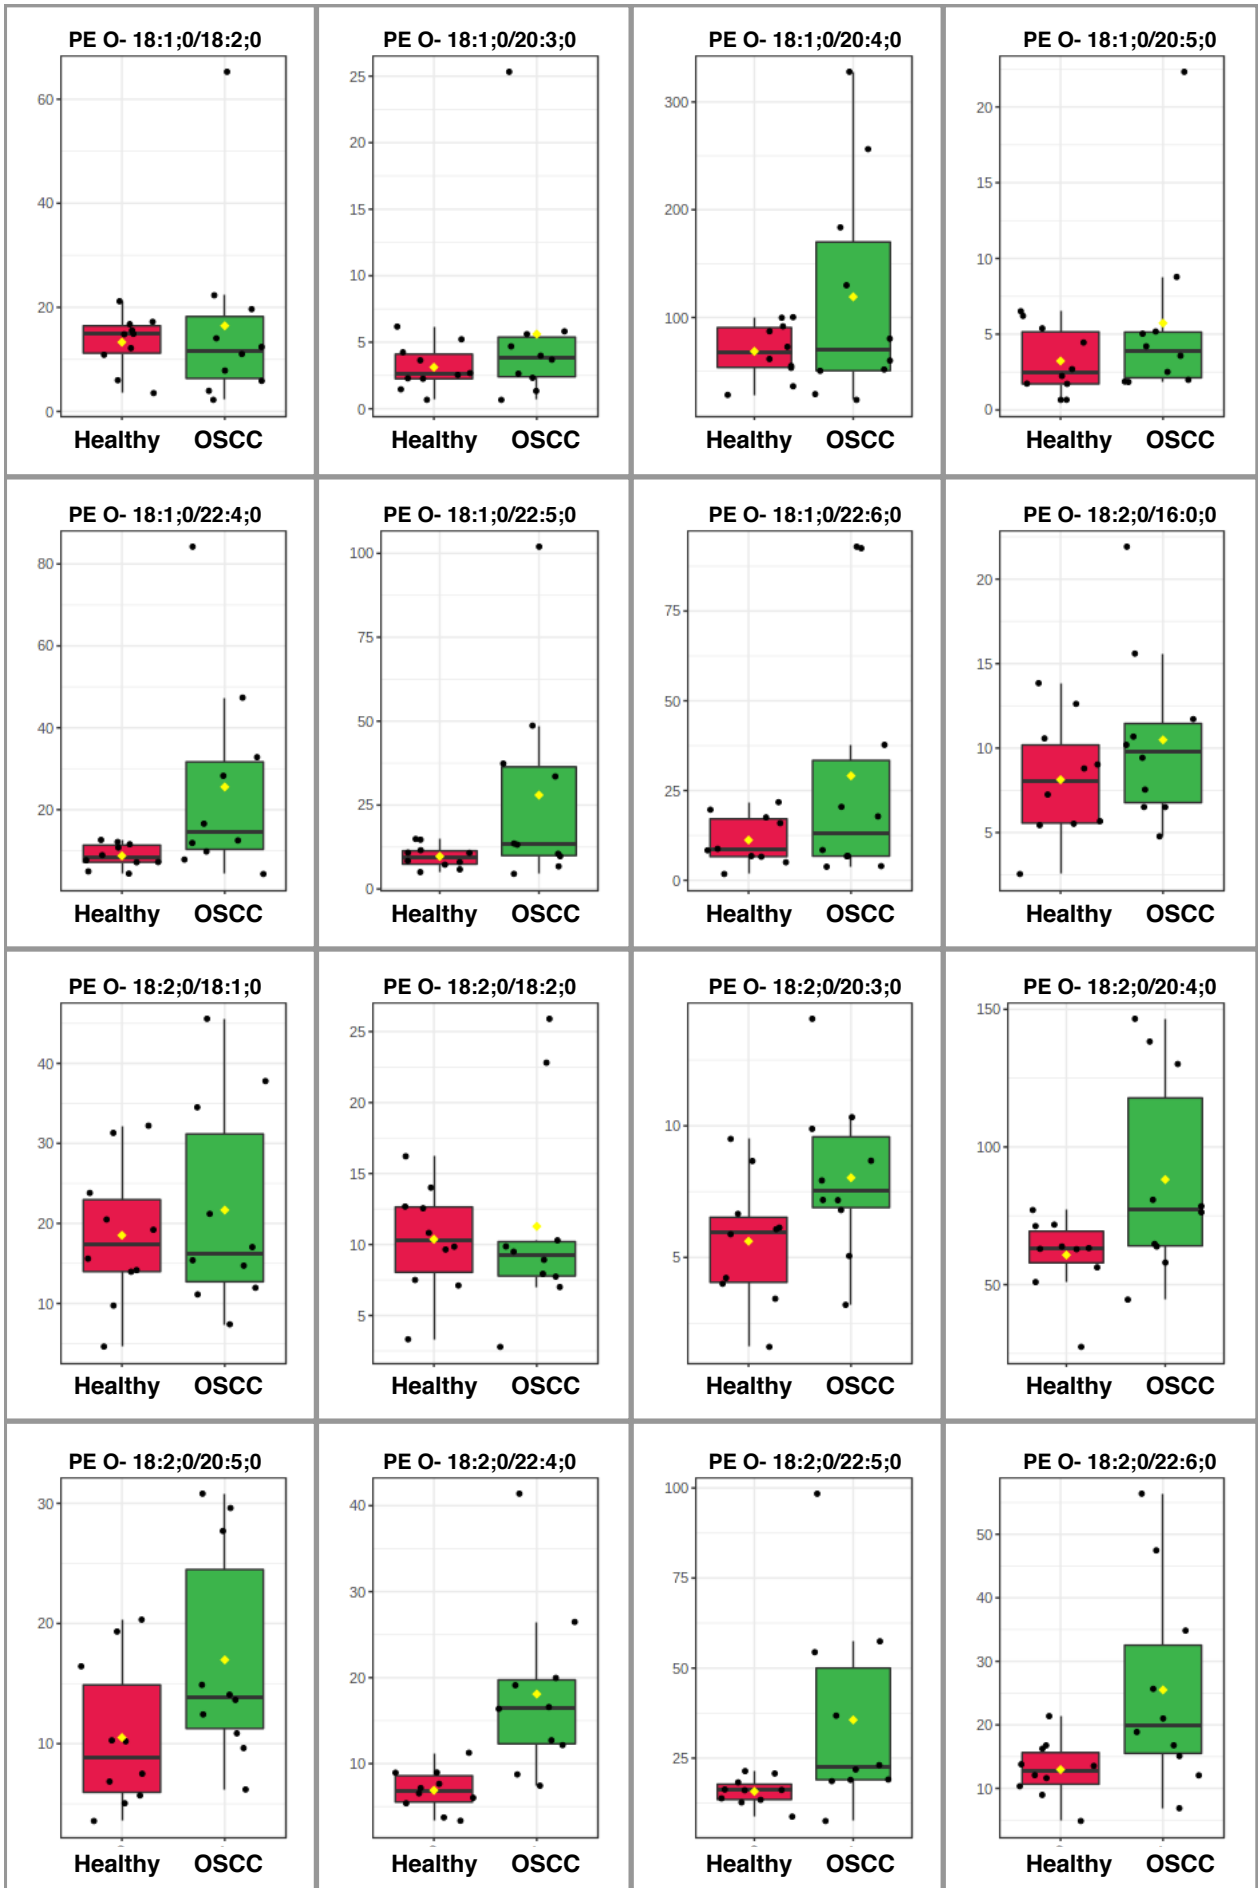 PE O- 18:1;0/18:2;0
60
40
20
0
Healthy OSCC
PE O- 18:1;0/20:3;0
25
20
15
10
5
0
Healthy OSCC
PE O- 18:1;0/20:4;0
300
200
100
Healthy OSCC
PE O- 18:1;0/20:5;0
20
15
10
5
0
Healthy OSCC
PE O- 18:1;0/22:4;0
80
60
40
20
Healthy OSCC
PE O- 18:1;0/22:5;0
100
75
50
25
0
Healthy OSCC
PE O- 18:1;0/22:6;0
75
50
25
0
Healthy OSCC
PE O- 18:2;0/16:0;0
20
15
10
5
Healthy OSCC
PE O- 18:2;0/18:1;0
40
30
20
10
Healthy OSCC
PE O- 18:2;0/18:2;0
25
20
15
10
5
Healthy OSCC
PE O- 18:2;0/20:3;0
10
5
Healthy OSCC
PE O- 18:2;0/20:4;0
150
100
50
Healthy OSCC
PE O- 18:2;0/20:5;0
30
20
10
Healthy OSCC
PE O- 18:2;0/22:4;0
40
30
20
10
Healthy OSCC
PE O- 18:2;0/22:5;0
100
75
50
25
Healthy OSCC
PE O- 18:2;0/22:6;0
50
40
30
20
10
Healthy OSCC